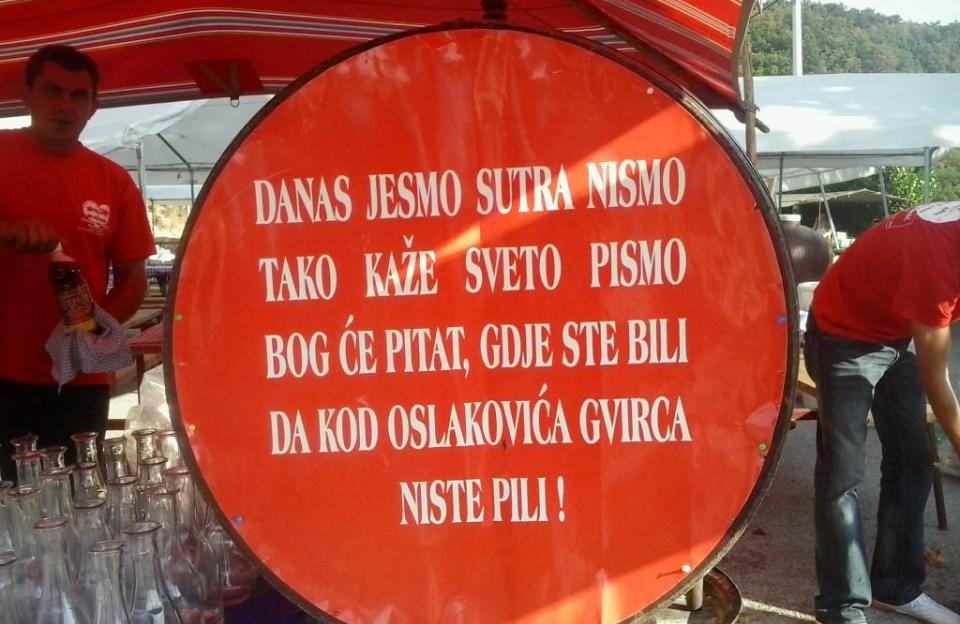 DANAS JESMO SUTRA NISMO
TAKO KAŽE SVETO PISMO
BOG ĆE PITAT, GDJE STE BILI
DA KOD OSLAKOVIĆA GVIRCA
NISTE PILI !